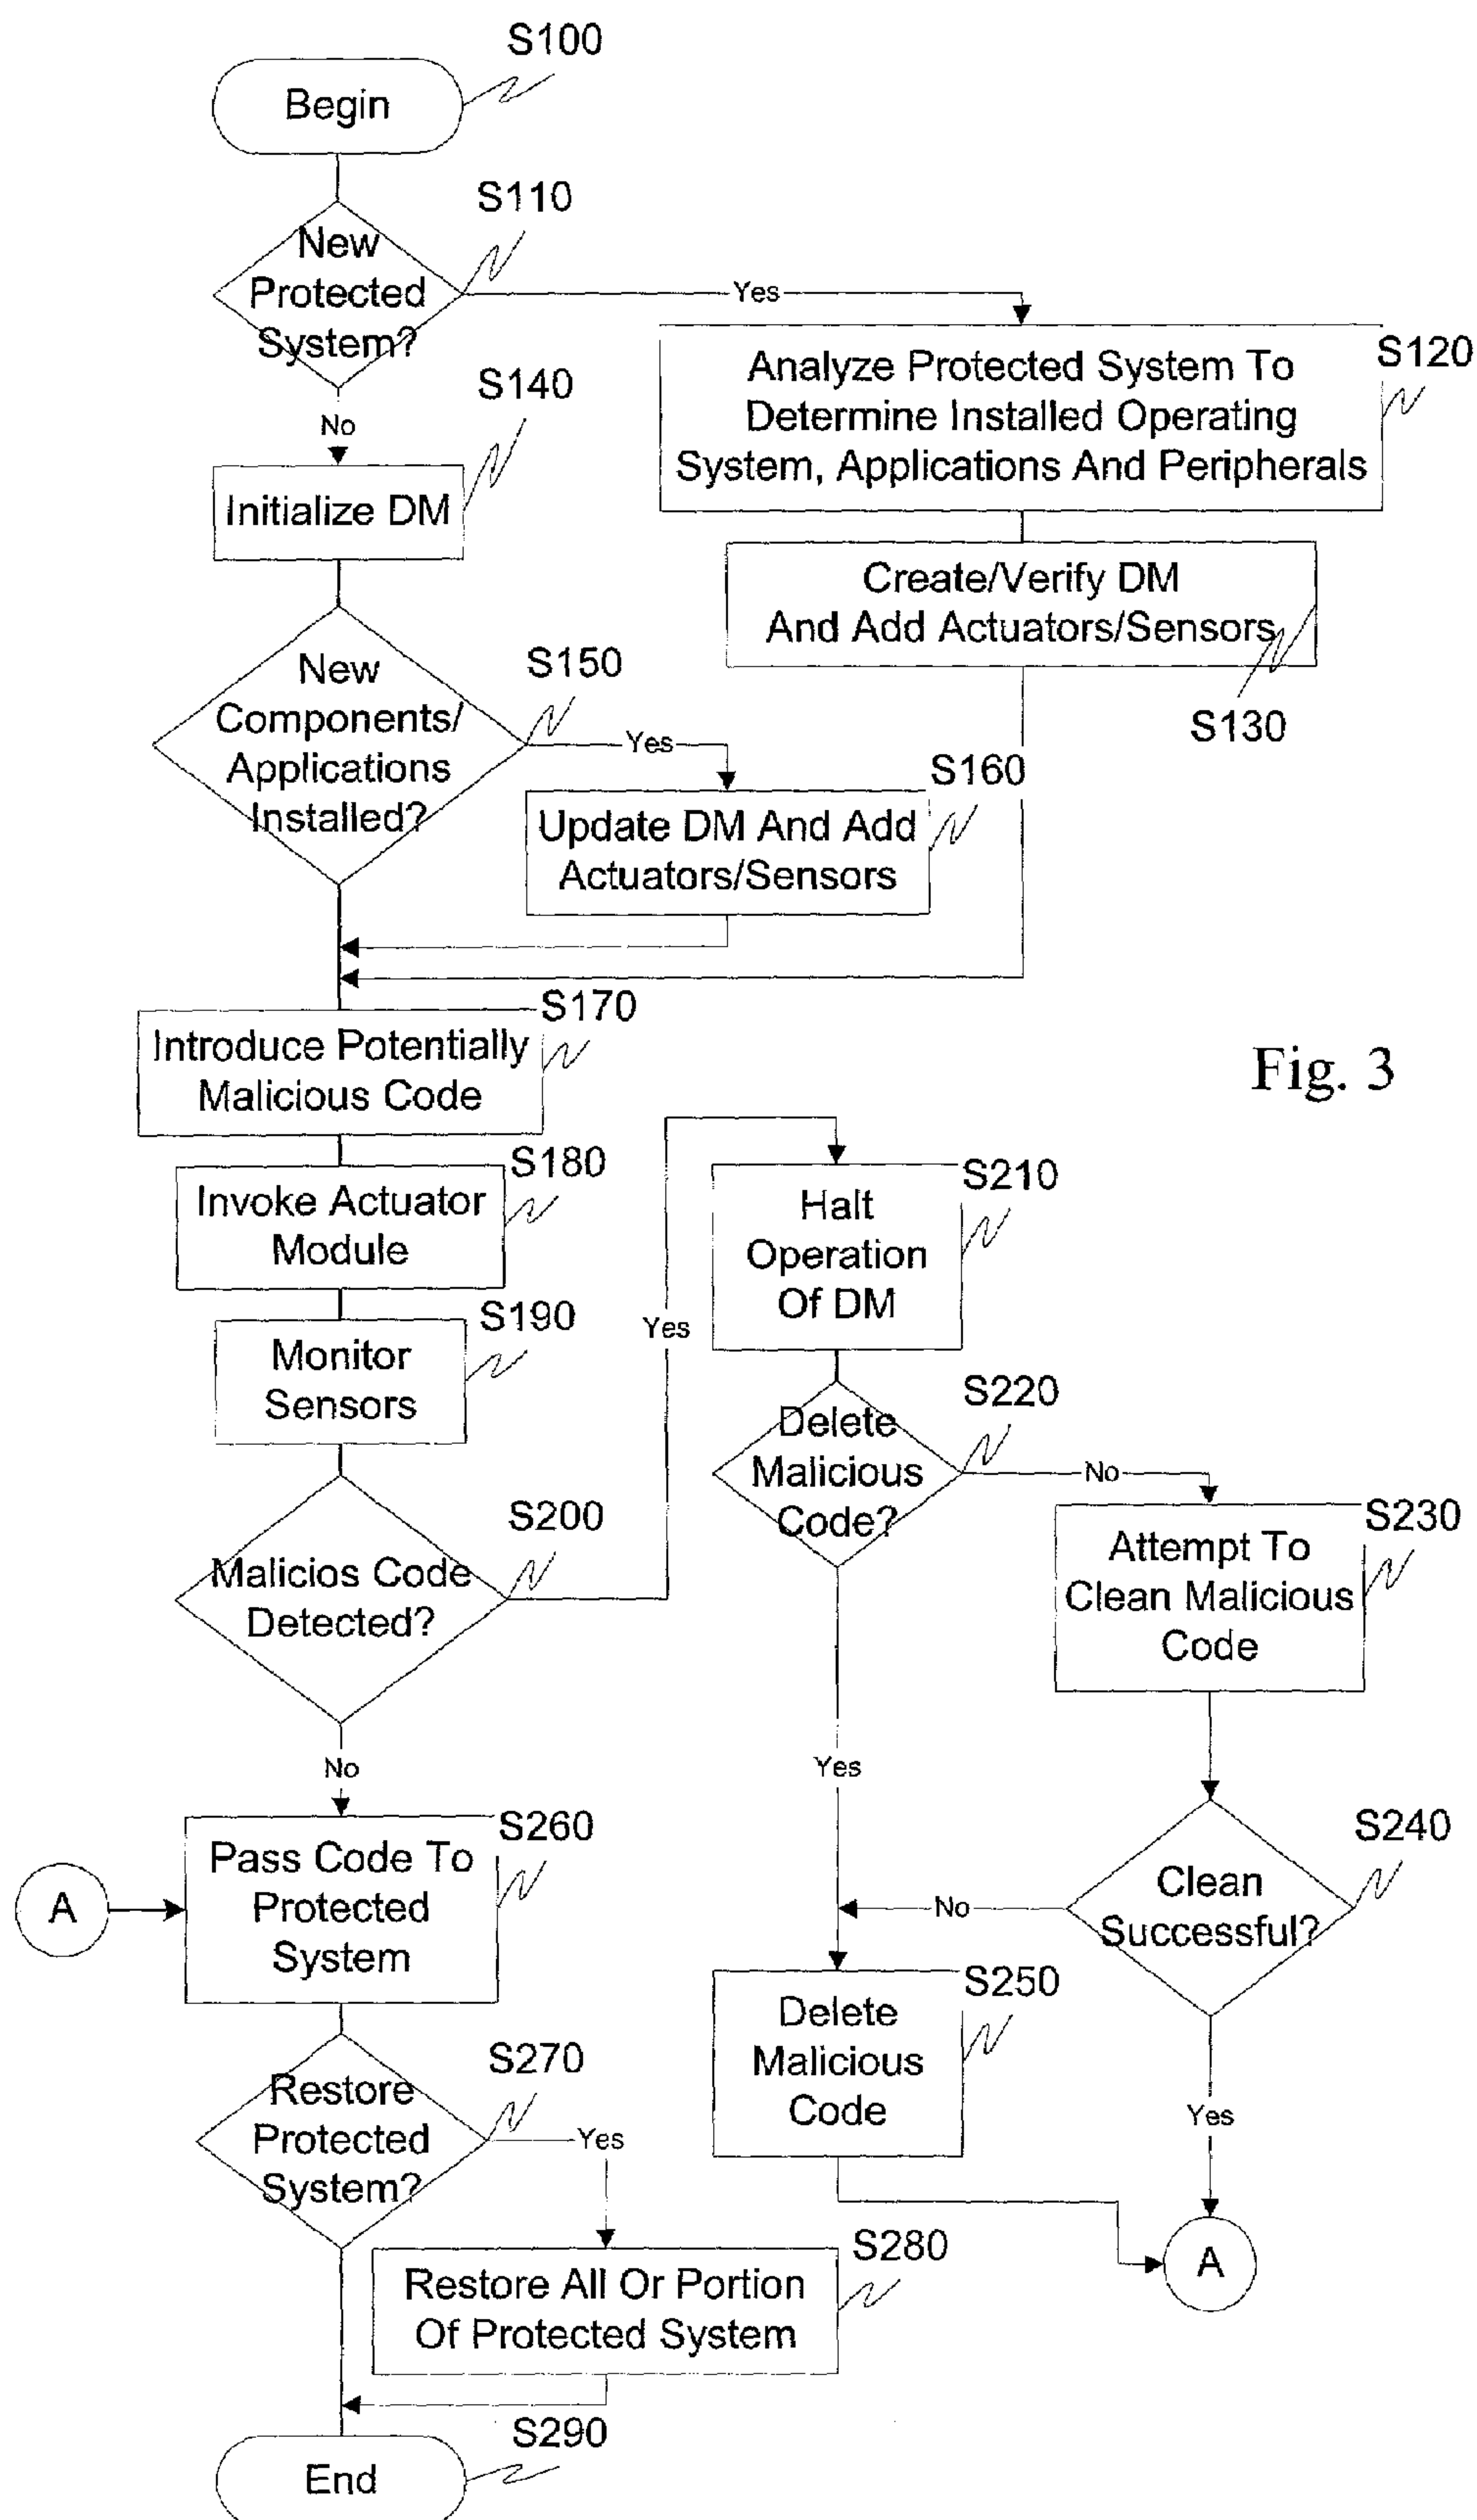 S100
Begin
S110
New
Protected
System?
Yes
S120
Analyze Protected System To
Determine Installed Operating
System, Applications And Peripherals
No
S140
Initialize DM
Create/Verify DM
And Add Actuators/Sensors
S130
S150
New
Components/
Applications
Installed?
Yes
S160
Update DM And Add
Actuators/Sensors
S170
Introduce Potentially
Malicious Code
Fig. 3
S180
Invoke Actuator
Module
S190
Monitor
Sensors
S200
Malicios Code
Detected?
Yes
S210
Halt
Operation
Of DM
S220
Delete
Malicious
Code?
No
S230
Attempt To
Clean Malicious
Code
Yes
S240
Clean
Successful?
No
S250
Delete
Malicious
Code
Yes
A
No
S260
Pass Code To
Protected
System
A
S270
Restore
Protected
System?
Yes
S280
Restore All Or Portion
Of Protected System
S290
End